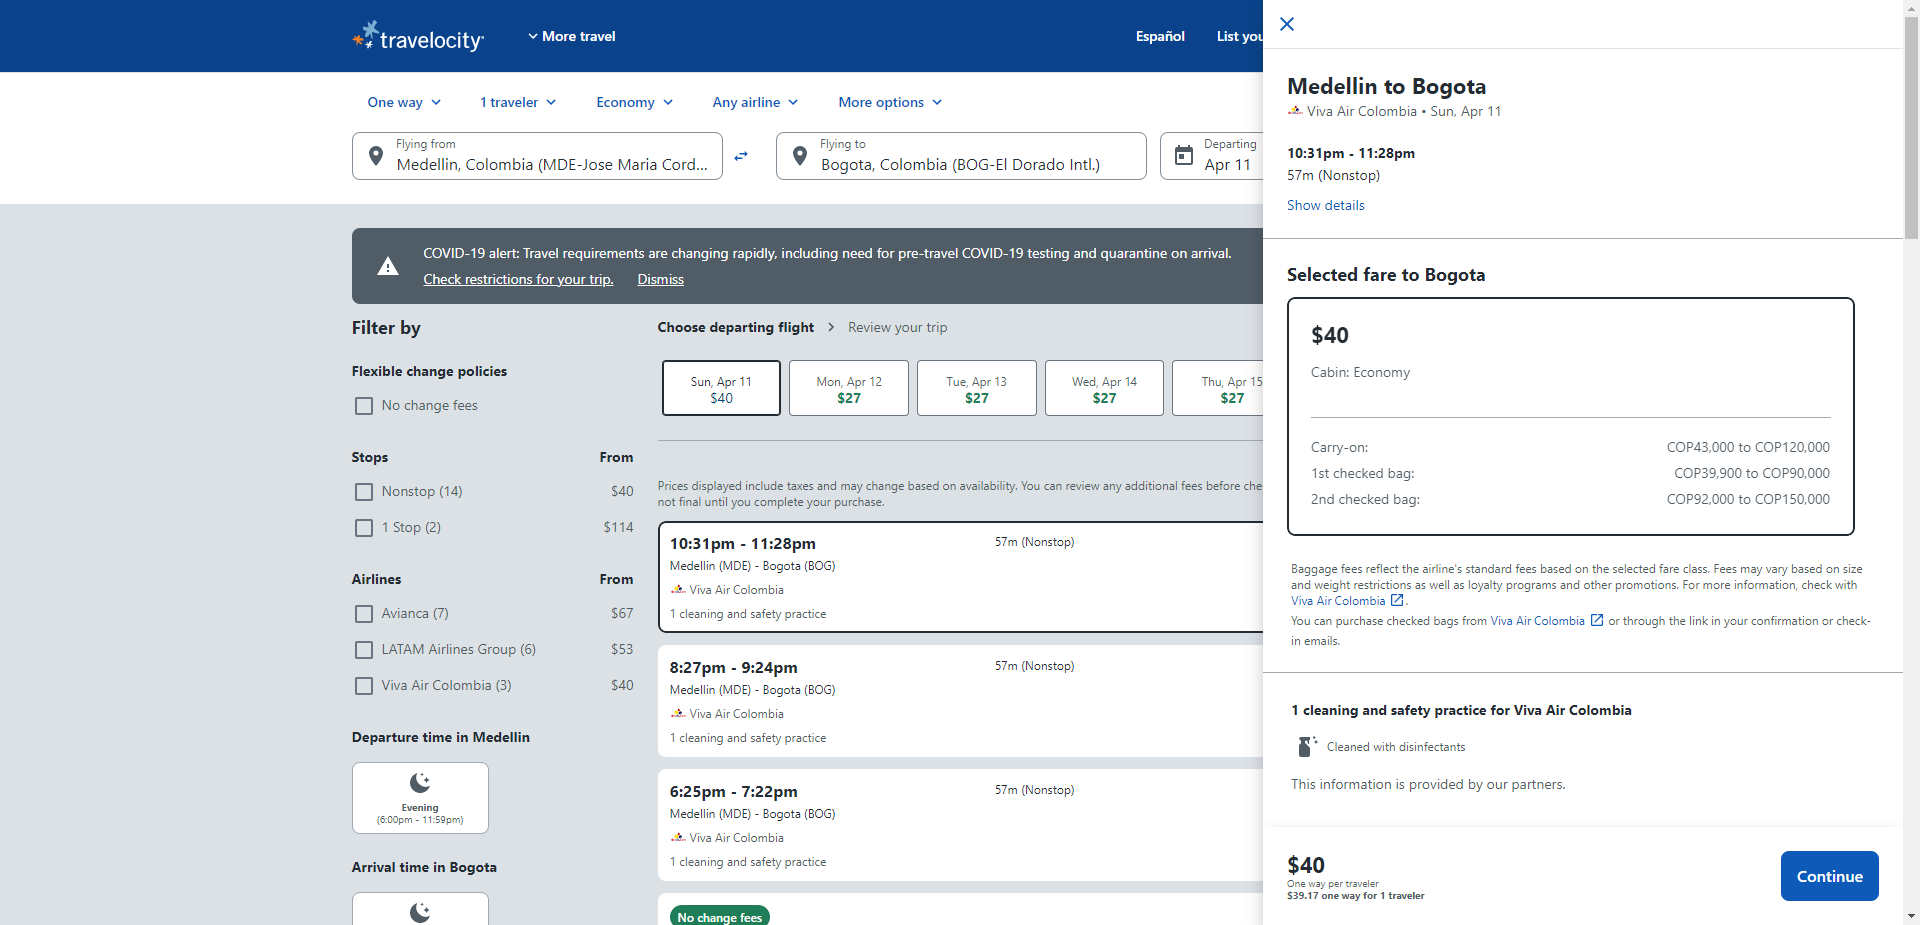 travelocity
More travel
Español
List you
One way
1 traveler
Economy
Any airline
More options
Flying from
Medellin, Colombia (MDE-Jose Maria Cord...
Flying to
Bogota, Colombia (BOG-El Dorado Intl.)
Departing
Apr 11
COVID-19 alert: Travel requirements are changing rapidly, including need for pre-travel COVID-19 testing and quarantine on arrival.
Check restrictions for your trip.
Dismiss
Filter by
Flexible change policies
No change fees
Stops
From
Nonstop (14)
$40
1 Stop (2)
$114
Airlines
From
Avianca (7)
$67
LATAM Airlines Group (6)
$53
Viva Air Colombia (3)
$40
Departure time in Medellin
Evening
(6:00pm - 11:59pm)
Arrival time in Bogota
Choose departing flight
Review your trip
Sun, Apr 11
$40
Mon, Apr 12
$27
Tue, Apr 13
$27
Wed, Apr 14
$27
Thu, Apr 15
$27
Prices displayed include taxes and may change based on availability. You can review any additional fees before che
not final until you complete your purchase.
10:31pm - 11:28pm
57m (Nonstop)
Medellin (MDE) - Bogota (BOG)
Viva Air Colombia
1 cleaning and safety practice
8:27pm - 9:24pm
57m (Nonstop)
Medellin (MDE) - Bogota (BOG)
Viva Air Colombia
1 cleaning and safety practice
6:25pm - 7:22pm
57m (Nonstop)
Medellin (MDE) - Bogota (BOG)
Viva Air Colombia
1 cleaning and safety practice
No change fees
Medellin to Bogota
Viva Air Colombia • Sun, Apr 11
10:31pm - 11:28pm
57m (Nonstop)
Show details
Selected fare to Bogota
$40
Cabin: Economy
Carry-on:
COP43,000 to COP120,000
1st checked bag:
COP39,900 to COP90,000
2nd checked bag:
COP92,000 to COP150,000
Baggage fees reflect the airline's standard fees based on the selected fare class. Fees may vary based on size
and weight restrictions as well as loyalty programs and other promotions. For more information, check with
Viva Air Colombia .
You can purchase checked bags from Viva Air Colombia or through the link in your confirmation or check-
in emails.
1 cleaning and safety practice for Viva Air Colombia
Cleaned with disinfectants
This information is provided by our partners.
$40
One way per traveler
$39.17 one way for 1 traveler
Continue